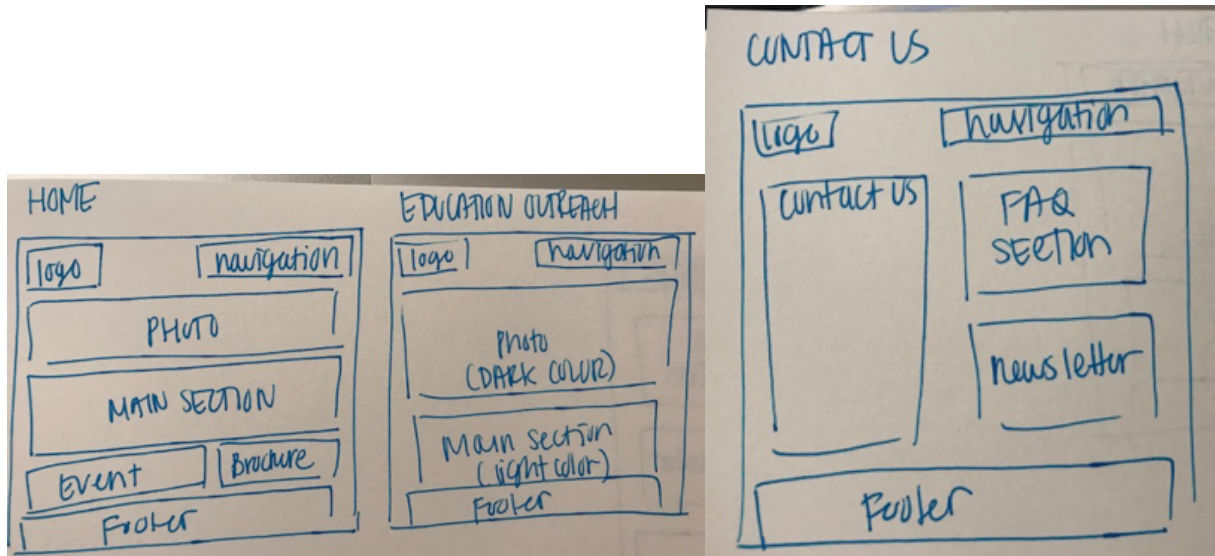 HOME
logo
navigation
PHOTO
MAIN SECTION
Event
Brochure
Footer
EDUCATION OUTREACH
logo
navigation
Photo
(DARK COLOR)
Main section
(light color)
Footer
CONTACT US
logo
navigation
contact us
FAQ
SECTION
newsletter
Footer